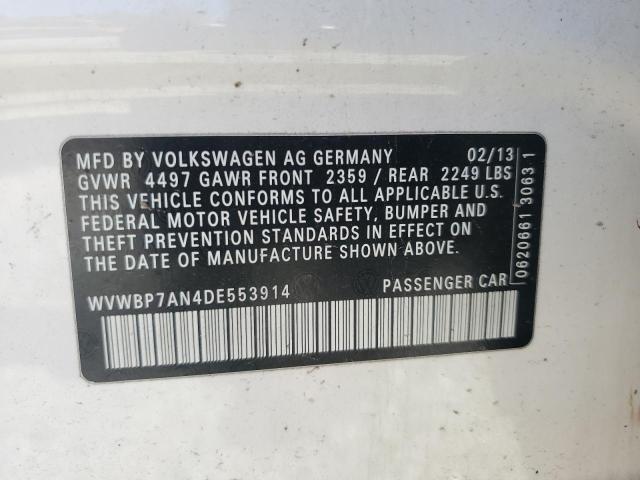 MFD BY VOLKSWAGEN AG GERMANY 02/13
GVWR 4497 GAWR FRONT 2359 / REAR 2249 LBS
THIS VEHICLE CONFORMS TO ALL APPLICABLE U.S.
FEDERAL MOTOR VEHICLE SAFETY, BUMPER AND
THEFT PREVENTION STANDARDS IN EFFECT ON
THE DATE OF MANUFACTURE SHOWN ABOVE.
WVWBP7AN4DE553914 PASSENGER CAR
0620661 3063 1